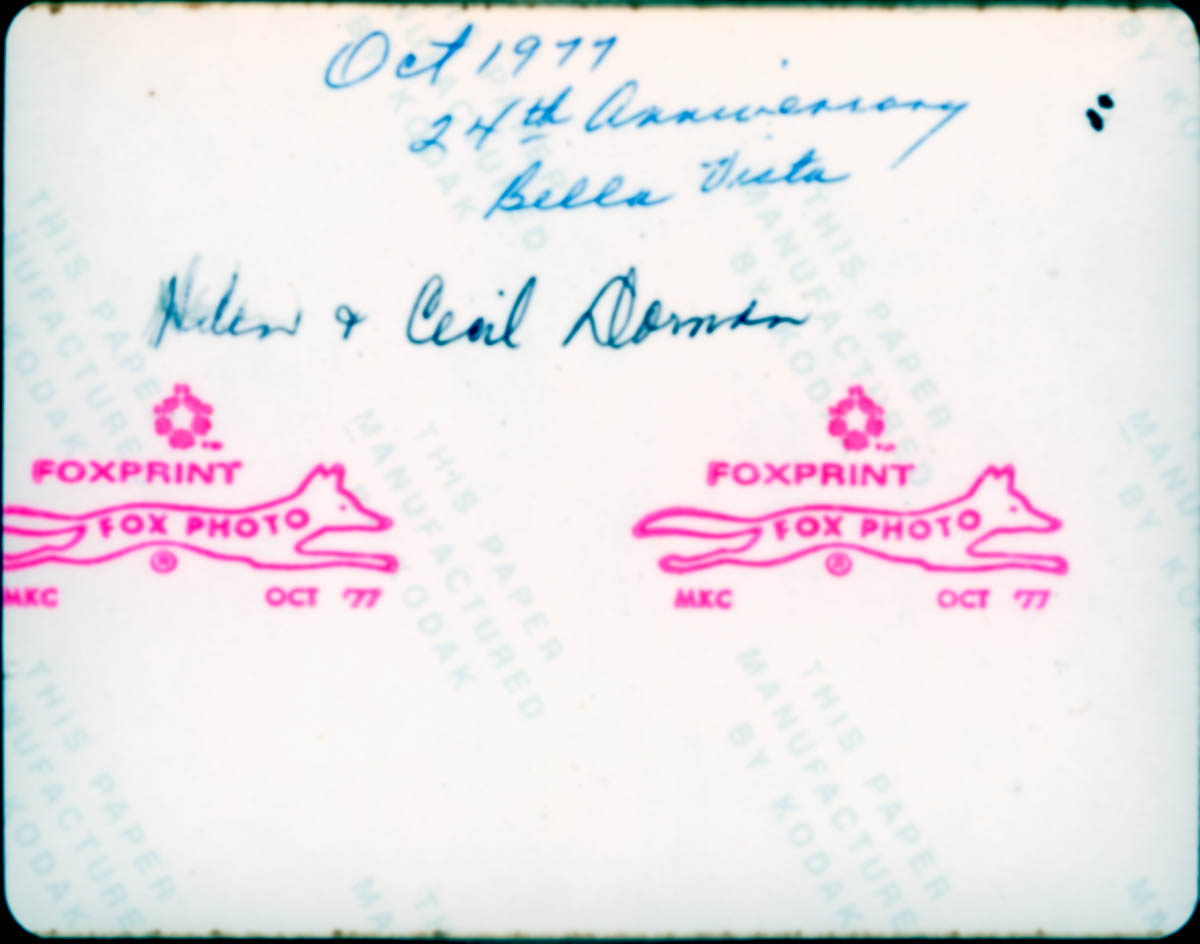 Oct 1977
24th Anniversary
Bella Vista
Helen & Cecil Dorman
FOXPRINT FOXPRINT
FOX PHOTO FOX PHOTO
® ®
MKC OCT '77 MKC OCT '77
THIS PAPER
MANUFACTURED
BY KODAK